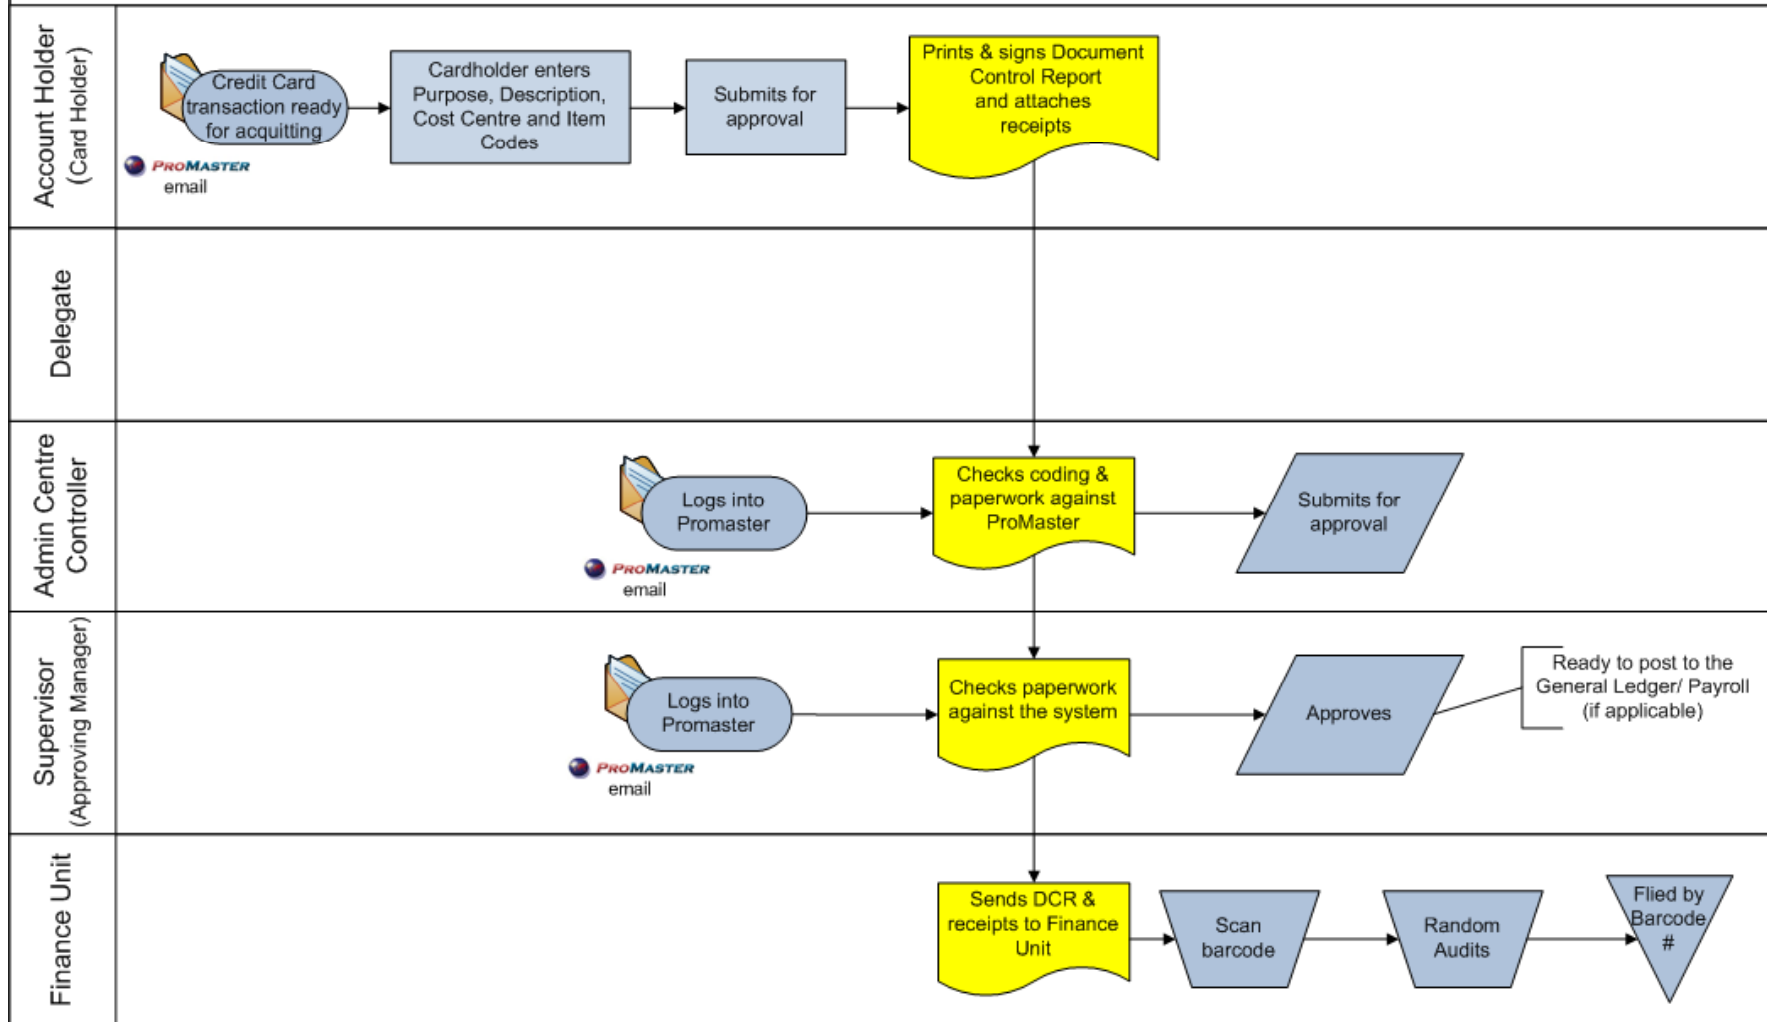 Account Holder
(Card Holder)
Credit Card
transaction ready
for acquitting
PROMASTER
email
Cardholder enters
Purpose, Description,
Cost Centre and Item
Codes
Submits for
approval
Prints & signs Document
Control Report
and attaches
receipts
Delegate
Admin Centre
Controller
Logs into
Promaster
PROMASTER
email
Checks coding &
paperwork against
ProMaster
Submits for
approval
Supervisor
(Approving Manager)
Logs into
Promaster
PROMASTER
email
Checks paperwork
against the system
Approves
Ready to post to the
General Ledger/ Payroll
(if applicable)
Finance Unit
Sends DCR &
receipts to Finance
Unit
Scan
barcode
Random
Audits
Flied by
Barcode
#